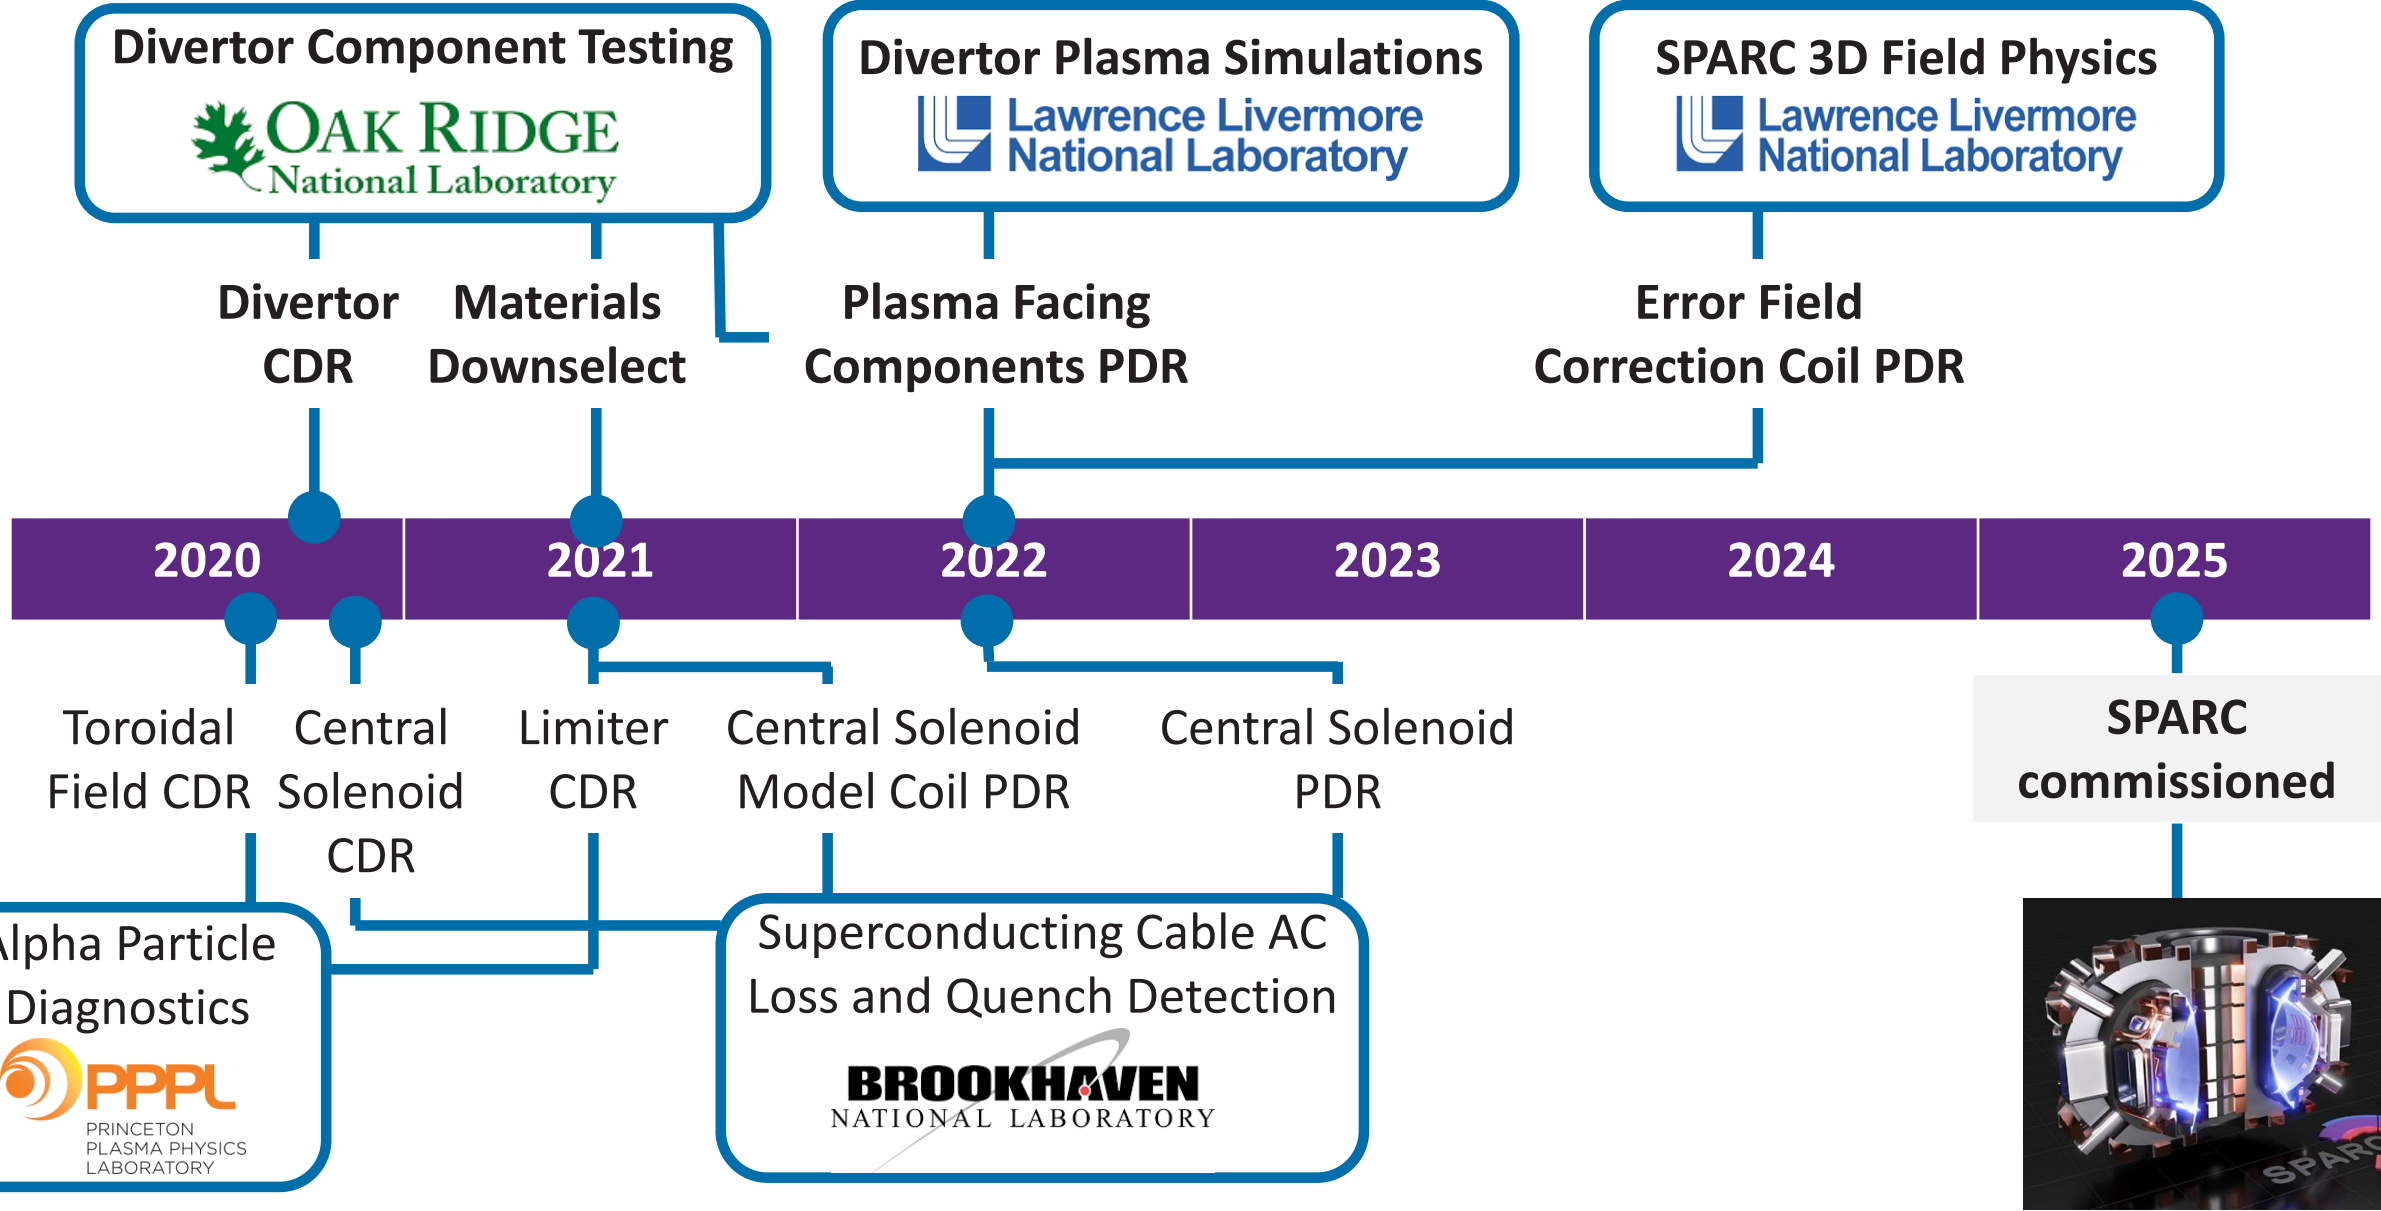 Divertor Component Testing
OAK RIDGE
National Laboratory
Divertor Plasma Simulations
Lawrence Livermore
National Laboratory
SPARC 3D Field Physics
Lawrence Livermore
National Laboratory
Divertor
CDR
Materials
Downselect
Plasma Facing
Components PDR
Error Field
Correction Coil PDR
2020
2021
2022
2023
2024
2025
Toroidal
Field CDR
Central
Solenoid
CDR
Limiter
CDR
Central Solenoid
Model Coil PDR
Central Solenoid
PDR
SPARC
commissioned
Alpha Particle
Diagnostics
PPPL
PRINCETON
PLASMA PHYSICS
LABORATORY
Superconducting Cable AC
Loss and Quench Detection
BROOKHAVEN
NATIONAL LABORATORY
SPARC